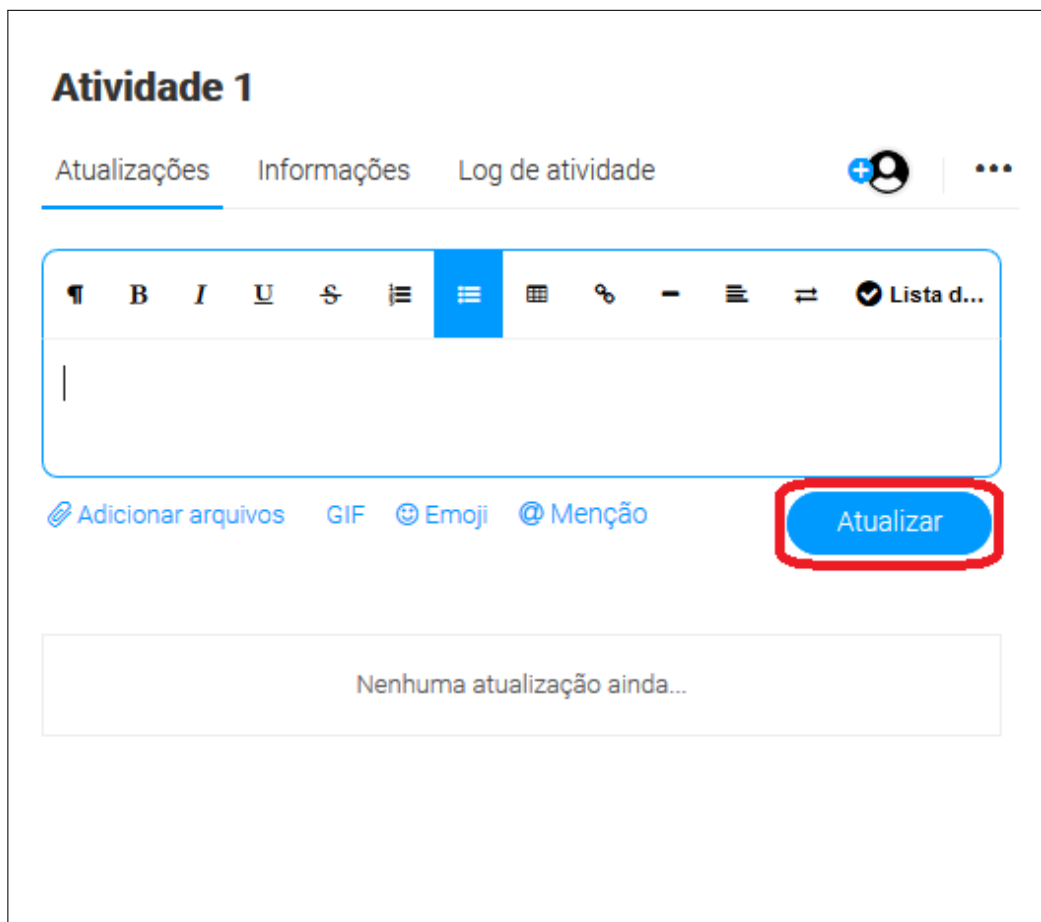 Atividade 1
Atualizações Informações Log de atividade
B I U S Lista d...
Adicionar arquivos GIF Emoji @ Menção Atualizar
Nenhuma atualização ainda...